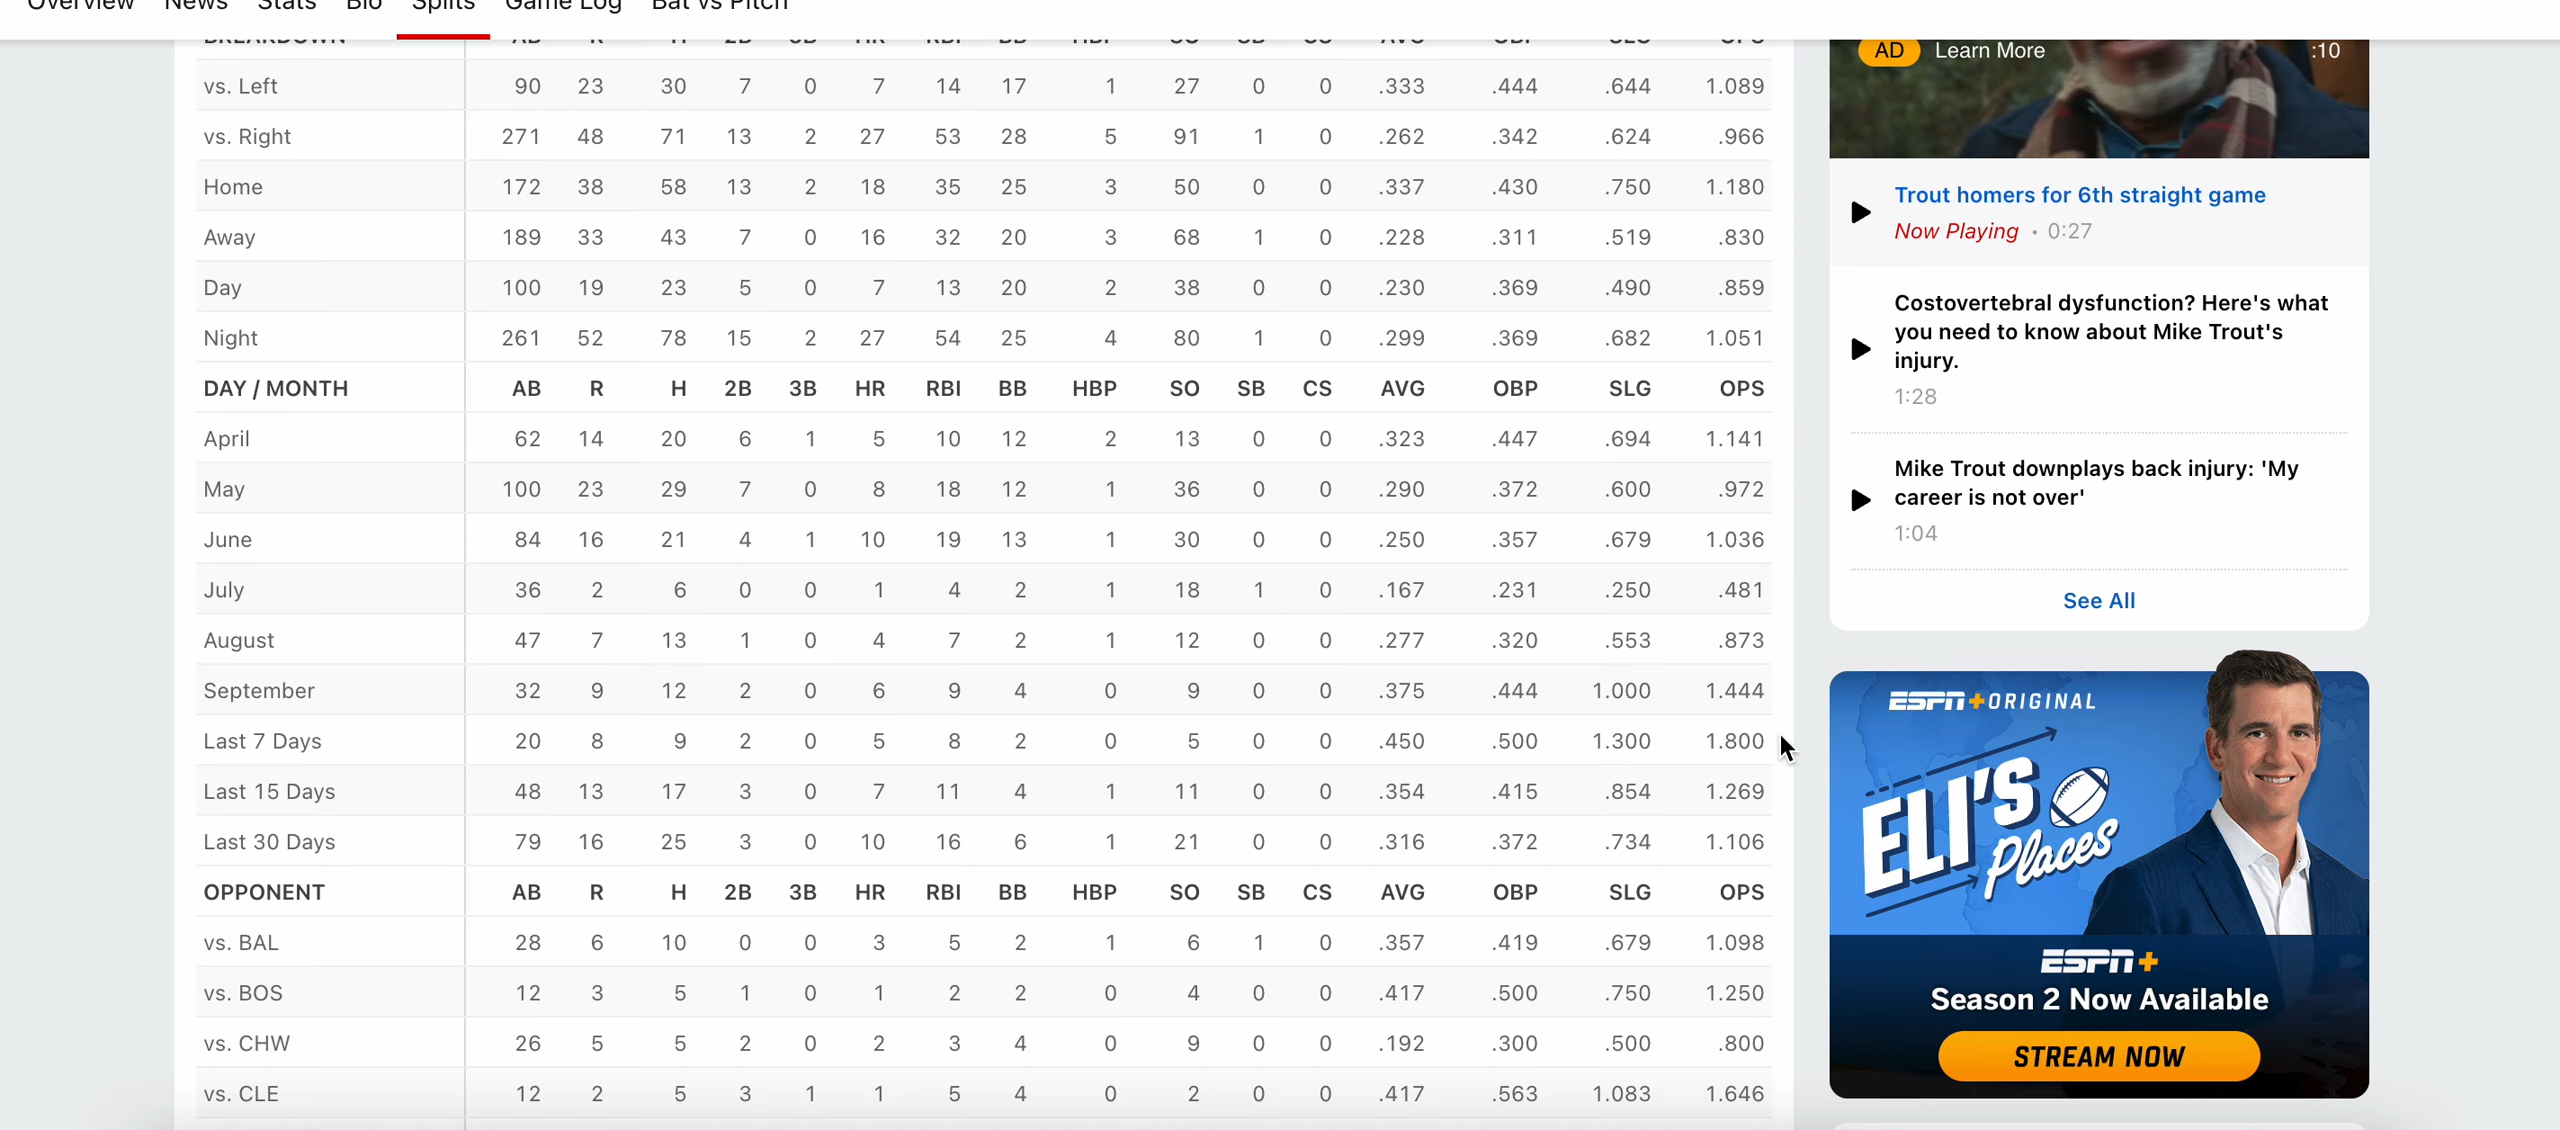 Overview News Stats Bio Splits Game Log Bat vs Pitch
BREAKDOWN AB R H 2B 3B HR RBI BB HBP SO SB CS AVG OBP SLG OPS
vs. Left 90 23 30 7 0 7 14 17 1 27 0 0 .333 .444 .644 1.089
vs. Right 271 48 71 13 2 27 53 28 5 91 1 0 .262 .342 .624 .966
Home 172 38 58 13 2 18 35 25 3 50 0 0 .337 .430 .750 1.180
Away 189 33 43 7 0 16 32 20 3 68 1 0 .228 .311 .519 .830
Day 100 19 23 5 0 7 13 20 2 38 0 0 .230 .369 .490 .859
Night 261 52 78 15 2 27 54 25 4 80 1 0 .299 .369 .682 1.051
DAY / MONTH AB R H 2B 3B HR RBI BB HBP SO SB CS AVG OBP SLG OPS
April 62 14 20 6 1 5 10 12 2 13 0 0 .323 .447 .694 1.141
May 100 23 29 7 0 8 18 12 1 36 0 0 .290 .372 .600 .972
June 84 16 21 4 1 10 19 13 1 30 0 0 .250 .357 .679 1.036
July 36 2 6 0 0 1 4 2 1 18 1 0 .167 .231 .250 .481
August 47 7 13 1 0 4 7 2 1 12 0 0 .277 .320 .553 .873
September 32 9 12 2 0 6 9 4 0 9 0 0 .375 .444 1.000 1.444
Last 7 Days 20 8 9 2 0 5 8 2 0 5 0 0 .450 .500 1.300 1.800
Last 15 Days 48 13 17 3 0 7 11 4 1 11 0 0 .354 .415 .854 1.269
Last 30 Days 79 16 25 3 0 10 16 6 1 21 0 0 .316 .372 .734 1.106
OPPONENT AB R H 2B 3B HR RBI BB HBP SO SB CS AVG OBP SLG OPS
vs. BAL 28 6 10 0 0 3 5 2 1 6 1 0 .357 .419 .679 1.098
vs. BOS 12 3 5 1 0 1 2 2 0 4 0 0 .417 .500 .750 1.250
vs. CHW 26 5 5 2 0 2 3 4 0 9 0 0 .192 .300 .500 .800
vs. CLE 12 2 5 3 1 1 5 4 0 2 0 0 .417 .563 1.083 1.646
AD Learn More :10
Trout homers for 6th straight game
Now Playing • 0:27
Costovertebral dysfunction? Here's what
you need to know about Mike Trout's
injury.
1:28
Mike Trout downplays back injury: 'My
career is not over'
1:04
See All
ESPN+ ORIGINAL
ELI'S
Places
ESPN+
Season 2 Now Available
STREAM NOW